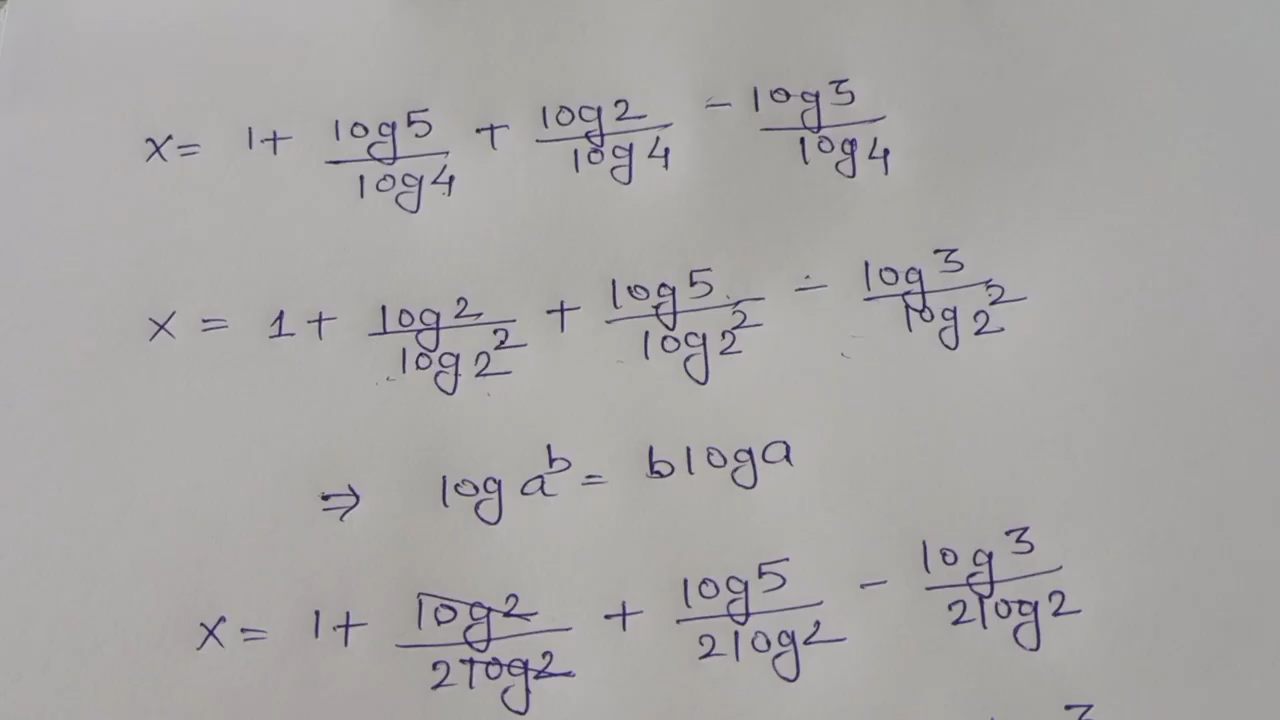 x = 1 + log5/log4 + log2/log4 - log3/log4
x = 1 + log2/log2² + log5/log2² - log3/log2²
⇒ log a^b = b log a
x = 1 + log2/2log2 + log5/2log2 - log3/2log2
3